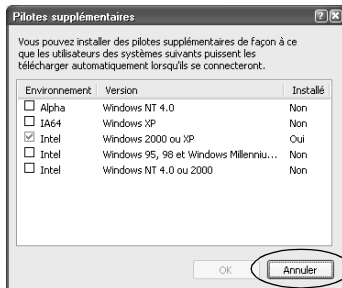 Pilotes supplémentaires
Vous pouvez installer des pilotes supplémentaires de façon à ce
que les utilisateurs des systèmes suivants puissent les
télécharger automatiquement lorsqu'ils se connecteront.
Environnement Version Installé
Alpha Windows NT 4.0 Non
IA64 Windows XP Non
Intel Windows 2000 ou XP Oui
Intel Windows 95, 98 et Windows Millenniu... Non
Intel Windows NT 4.0 ou 2000 Non
OK Annuler